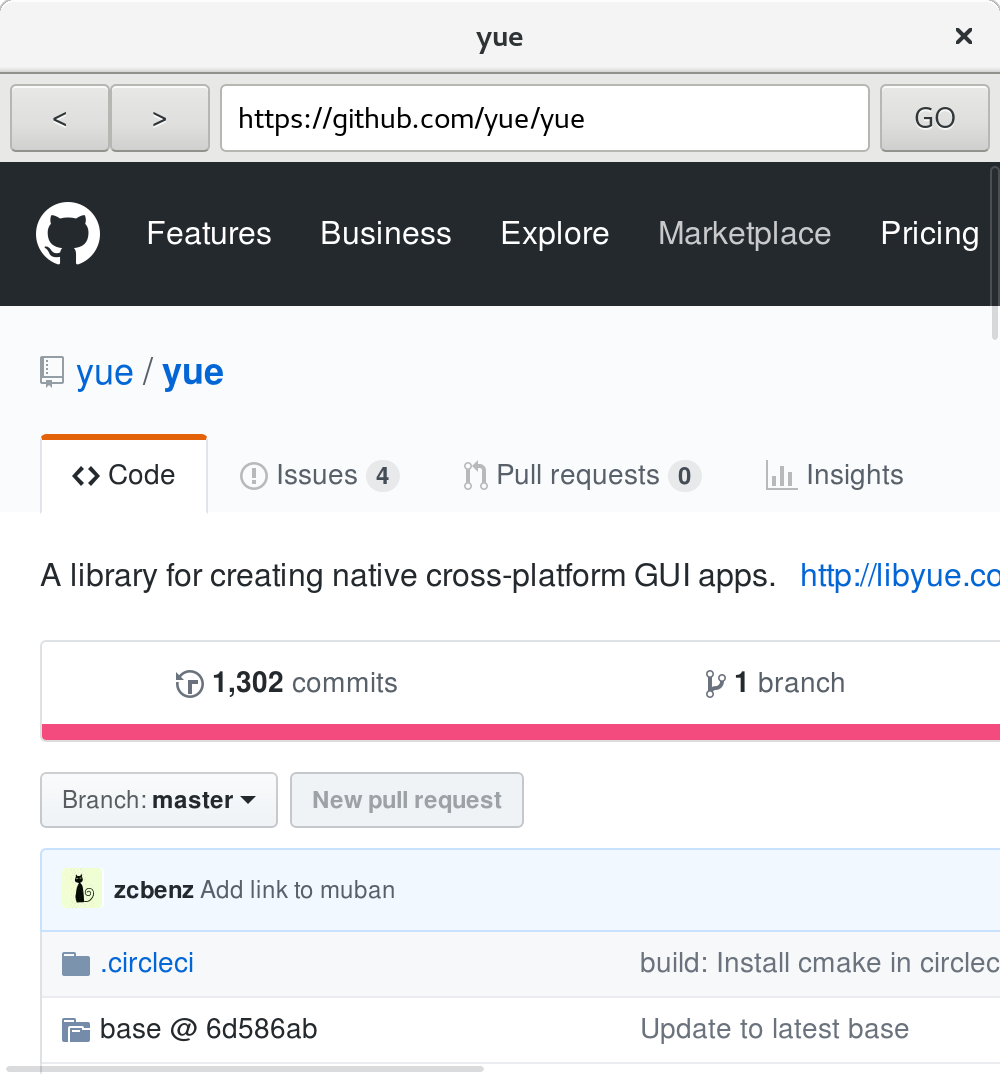 yue
< > https://github.com/yue/yue GO
Features Business Explore Marketplace Pricing
yue / yue
Code Issues 4 Pull requests 0 Insights
A library for creating native cross-platform GUI apps. http://libyue.co
1,302 commits 1 branch
Branch: master New pull request
zcbenz Add link to muban
.circleci build: Install cmake in circlec
base @ 6d586ab Update to latest base